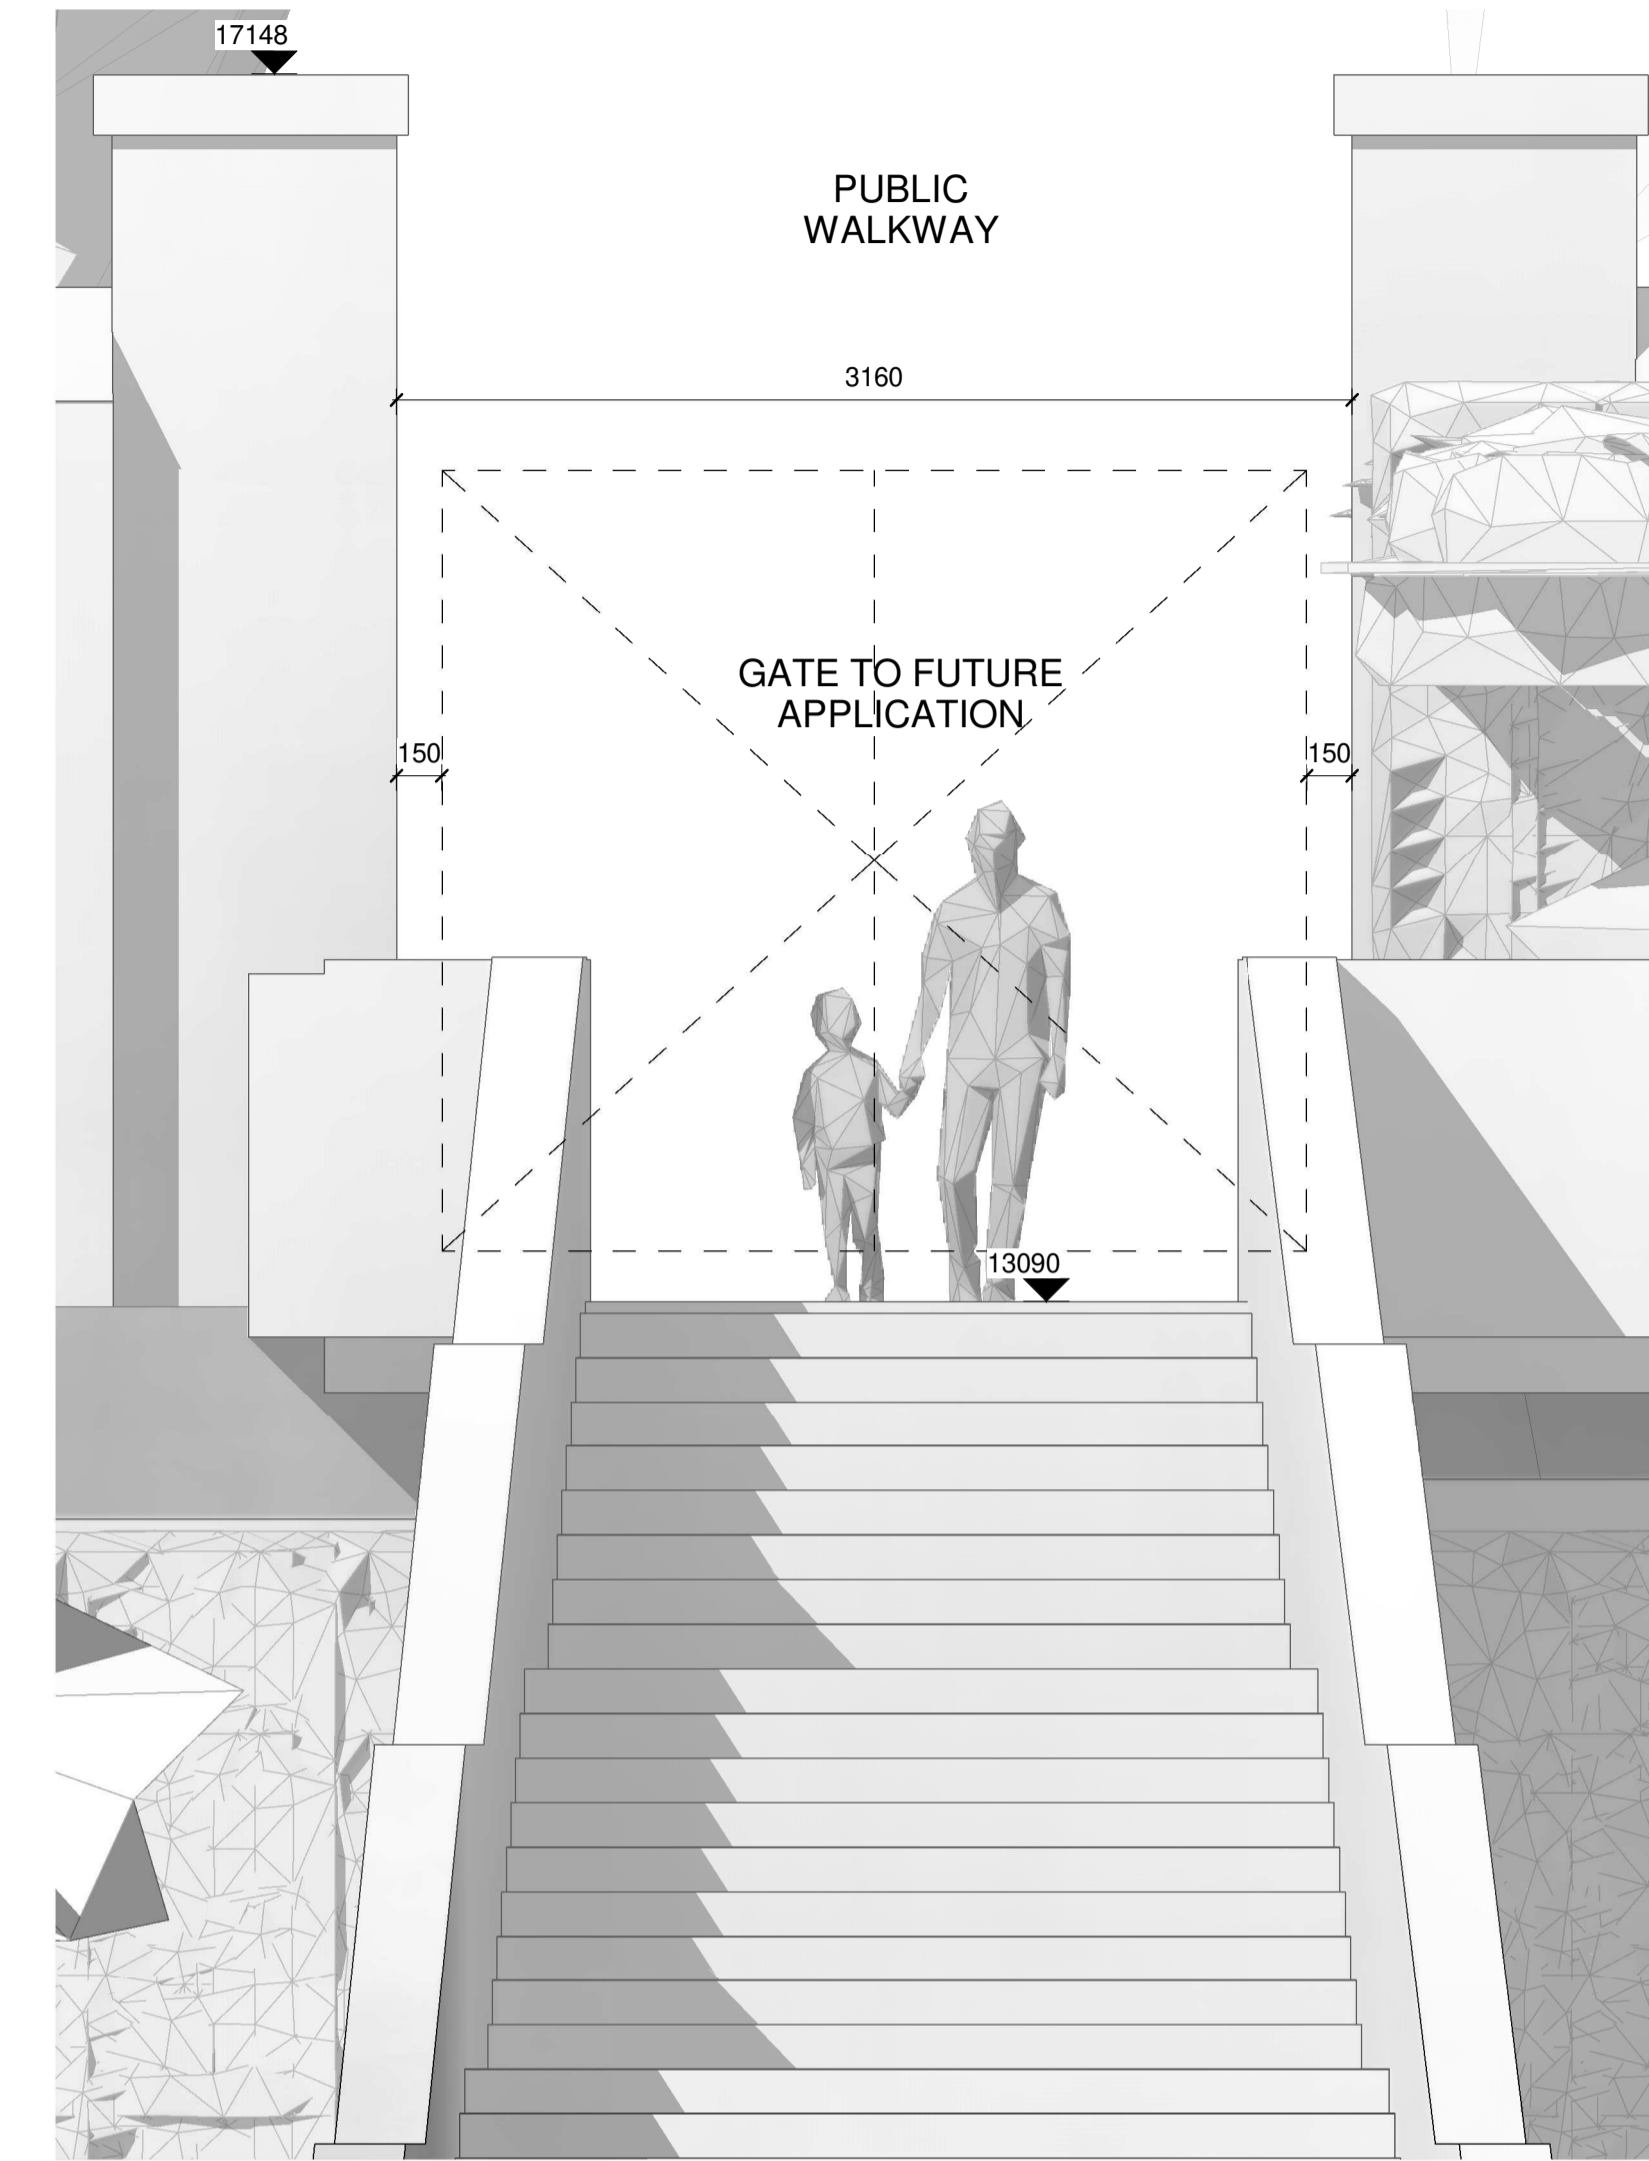 17148
PUBLIC
WALKWAY
3160
GATE TO FUTURE
APPLICATION
150
150
13090